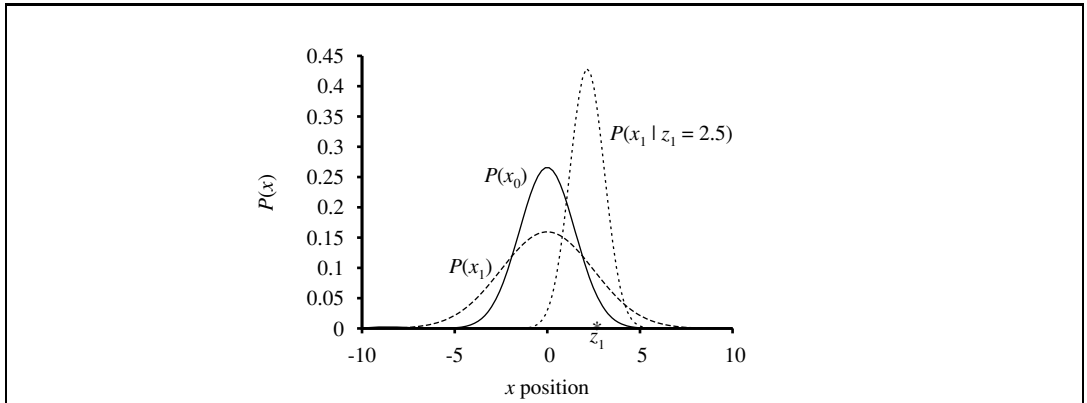 0.45
0.4
0.35
0.3
0.25
0.2
0.15
0.1
0.05
0
P(x)
P(x₁ | z₁ = 2.5)
P(x₀)
P(x₁)
*
z₁
-10 -5 0 5 10
x position